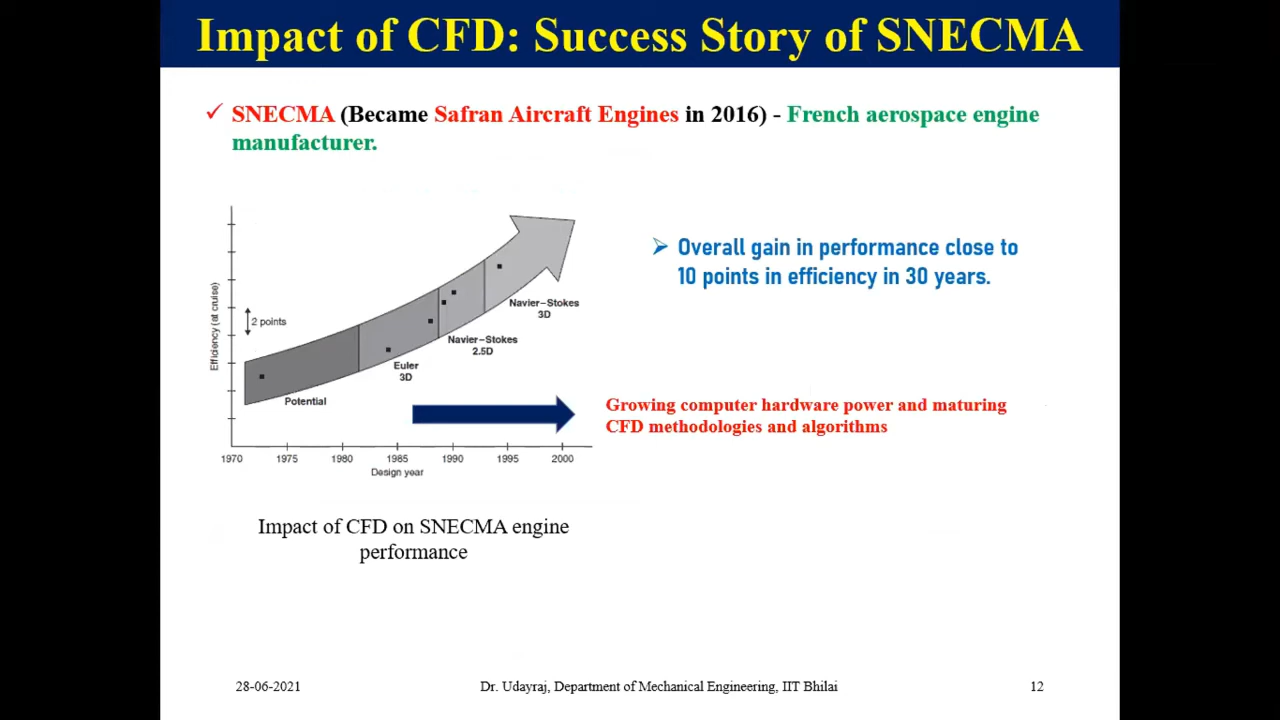 Impact of CFD: Success Story of SNECMA
✓ SNECMA (Became Safran Aircraft Engines in 2016) - French aerospace engine
manufacturer.
Efficiency (at cruise)
2 points
Potential
Euler
3D
Navier–Stokes
2.5D
Navier–Stokes
3D
1970 1975 1980 1985 1990 1995 2000
Design year
Impact of CFD on SNECMA engine
performance
➢ Overall gain in performance close to
10 points in efficiency in 30 years.
Growing computer hardware power and maturing
CFD methodologies and algorithms
28-06-2021 Dr. Udayraj, Department of Mechanical Engineering, IIT Bhilai 12